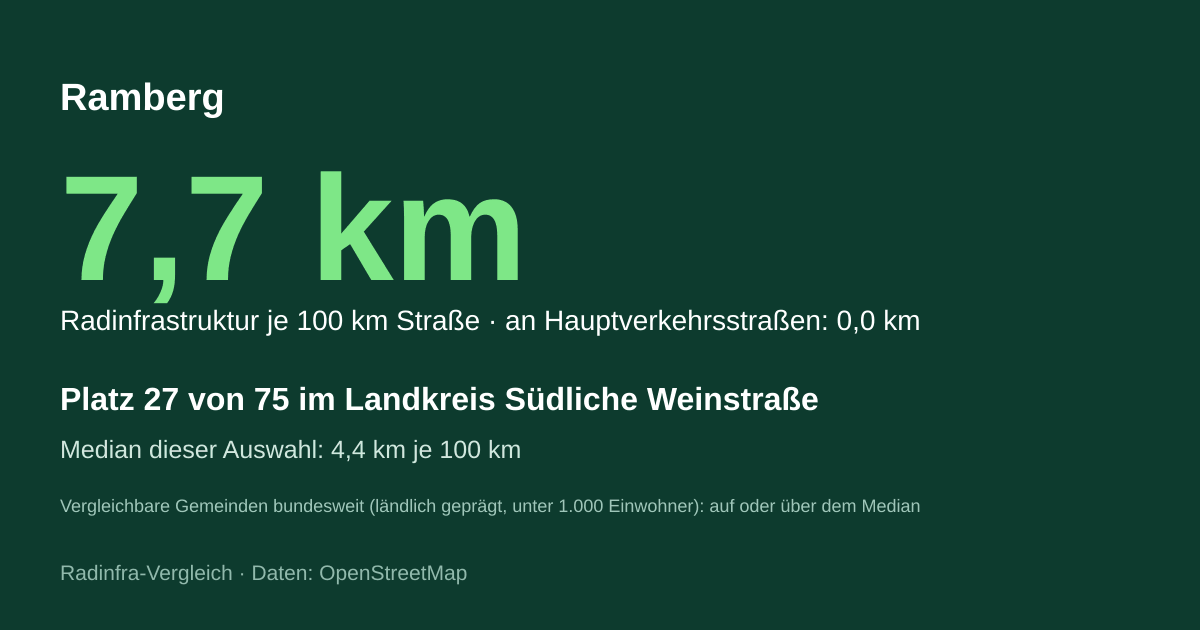 Ramberg
7,7 km
Radinfrastruktur je 100 km Straße · an Hauptverkehrsstraßen: 0,0 km
Platz 27 von 75 im Landkreis Südliche Weinstraße
Median dieser Auswahl: 4,4 km je 100 km
Vergleichbare Gemeinden bundesweit (ländlich geprägt, unter 1.000 Einwohner): auf oder über dem Median
Radinfra-Vergleich · Daten: OpenStreetMap